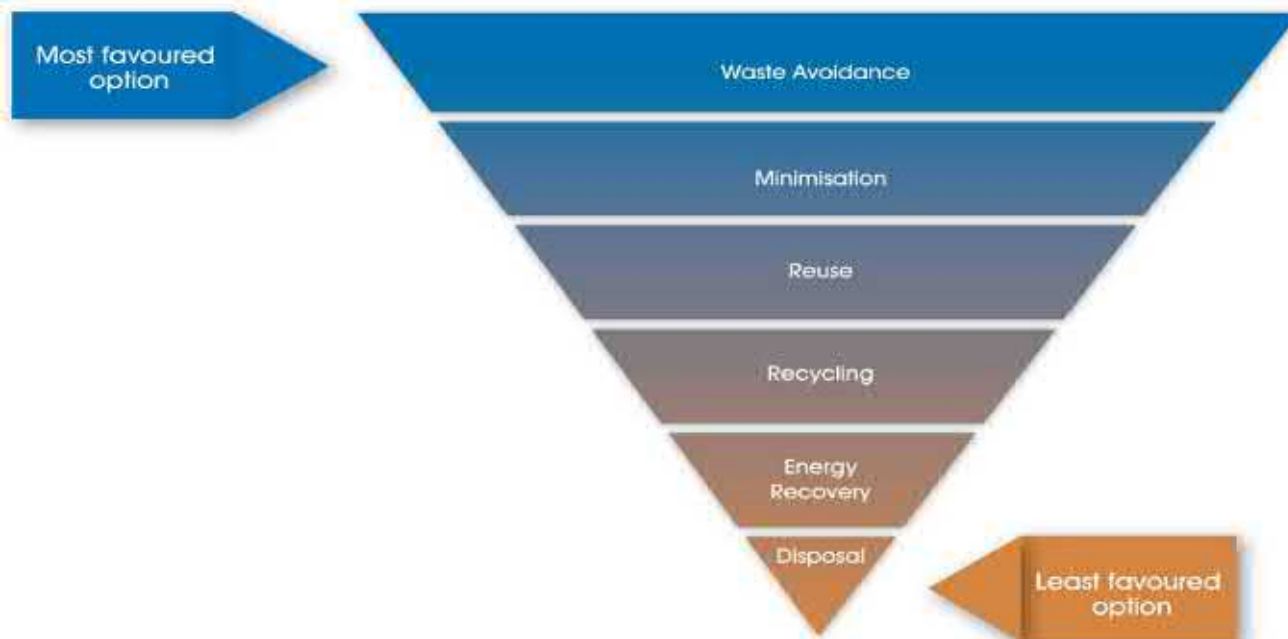 Most favoured
option
Waste Avoidance
Minimisation
Reuse
Recycling
Energy
Recovery
Disposal
Least favoured
option